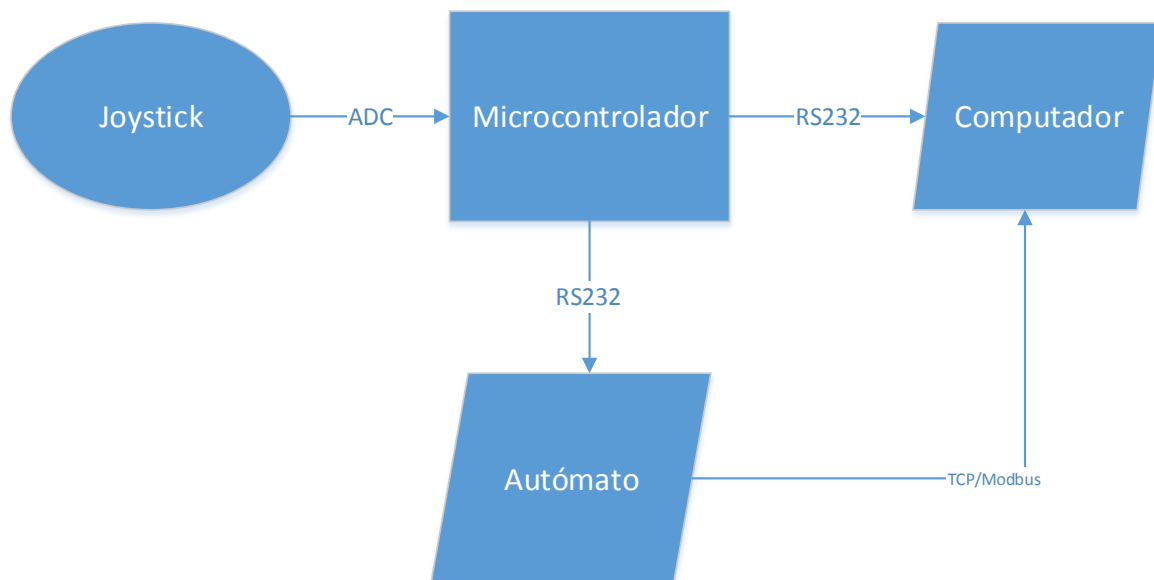 Joystick
ADC
Microcontrolador
RS232
Computador
RS232
Autómato
TCP/Modbus